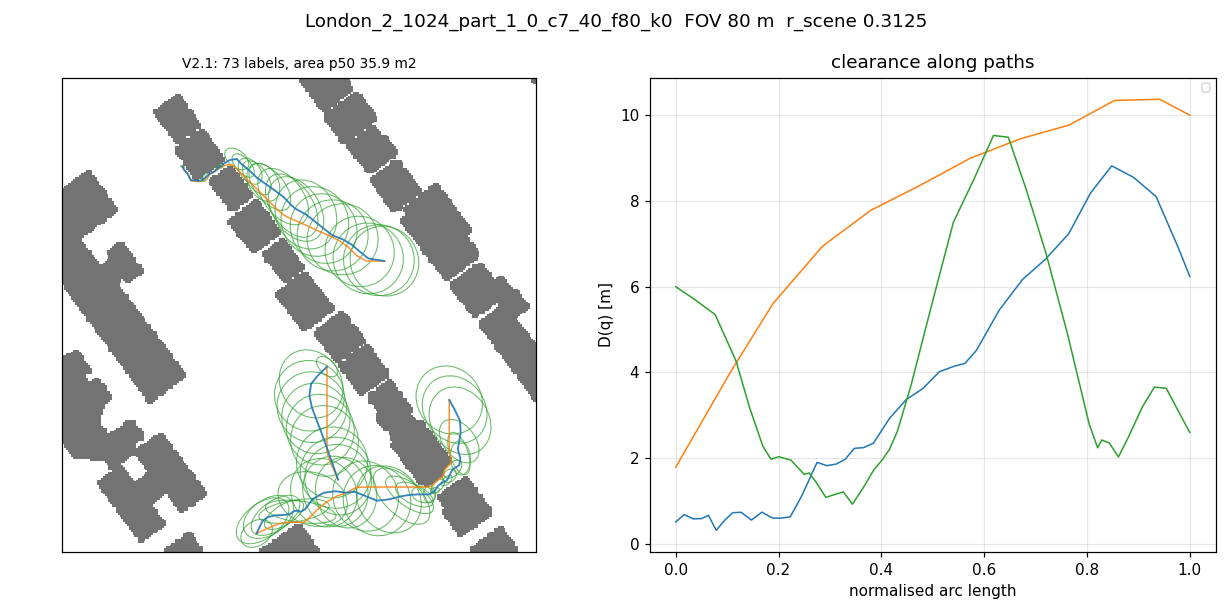 London_2_1024_part_1_0_c7_40_f80_k0  FOV 80 m  r_scene 0.3125
V2.1: 73 labels, area p50 35.9 m2
clearance along paths
10
8
6
4
2
0
D(q) [m]
0.0 0.2 0.4 0.6 0.8 1.0
normalised arc length